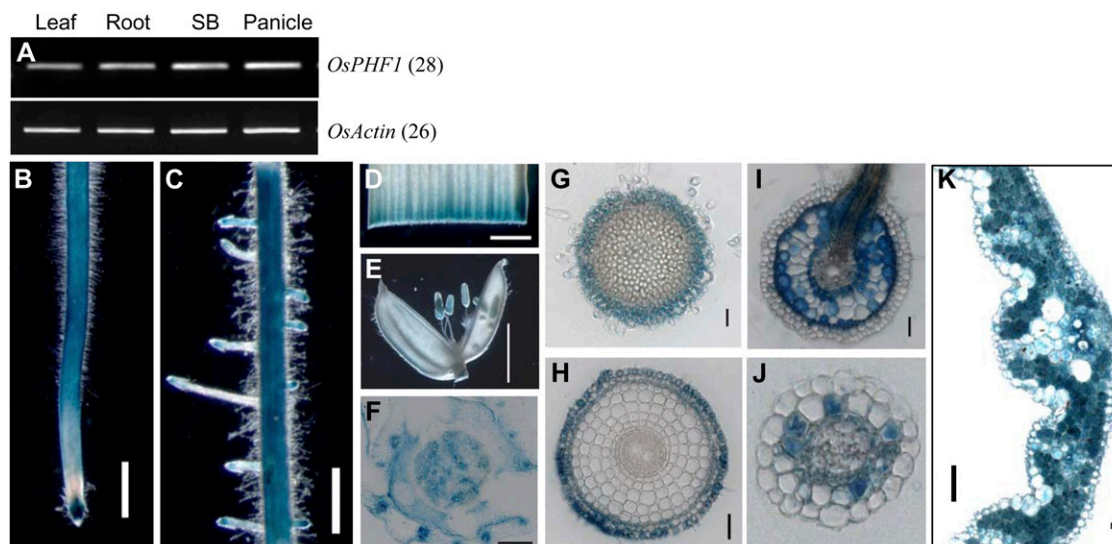 Leaf Root SB Panicle
A
OsPHF1 (28)
OsActin (26)
B
C
D
E
F
G
H
I
J
K